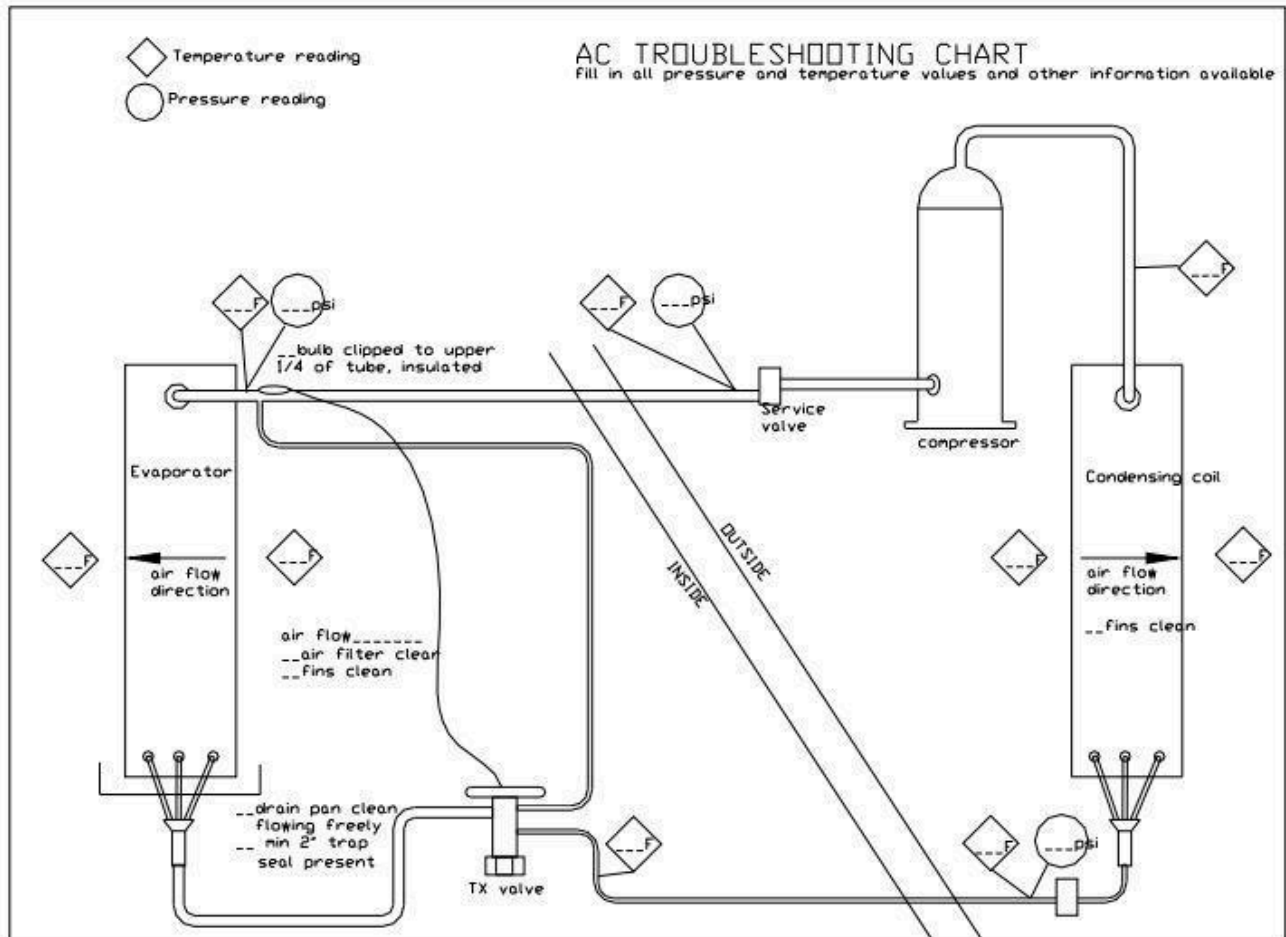 AC TROUBLESHOOTING CHART
fill in all pressure and temperature values and other information available
Temperature reading
Pressure reading
___F
___F
___psi
___F
___psi
__bulb clipped to upper
1/4 of tube, insulated
Service
valve
compressor
Evaporator
Condensing coil
___F
___F
air flow
direction
OUTSIDE
INSIDE
___F
___F
air flow
direction
__fins clean
air flow_______
__air filter clear
__fins clean
__drain pan clean
flowing freely
__ min 2" trap
seal present
TX valve
___F
___F
___psi